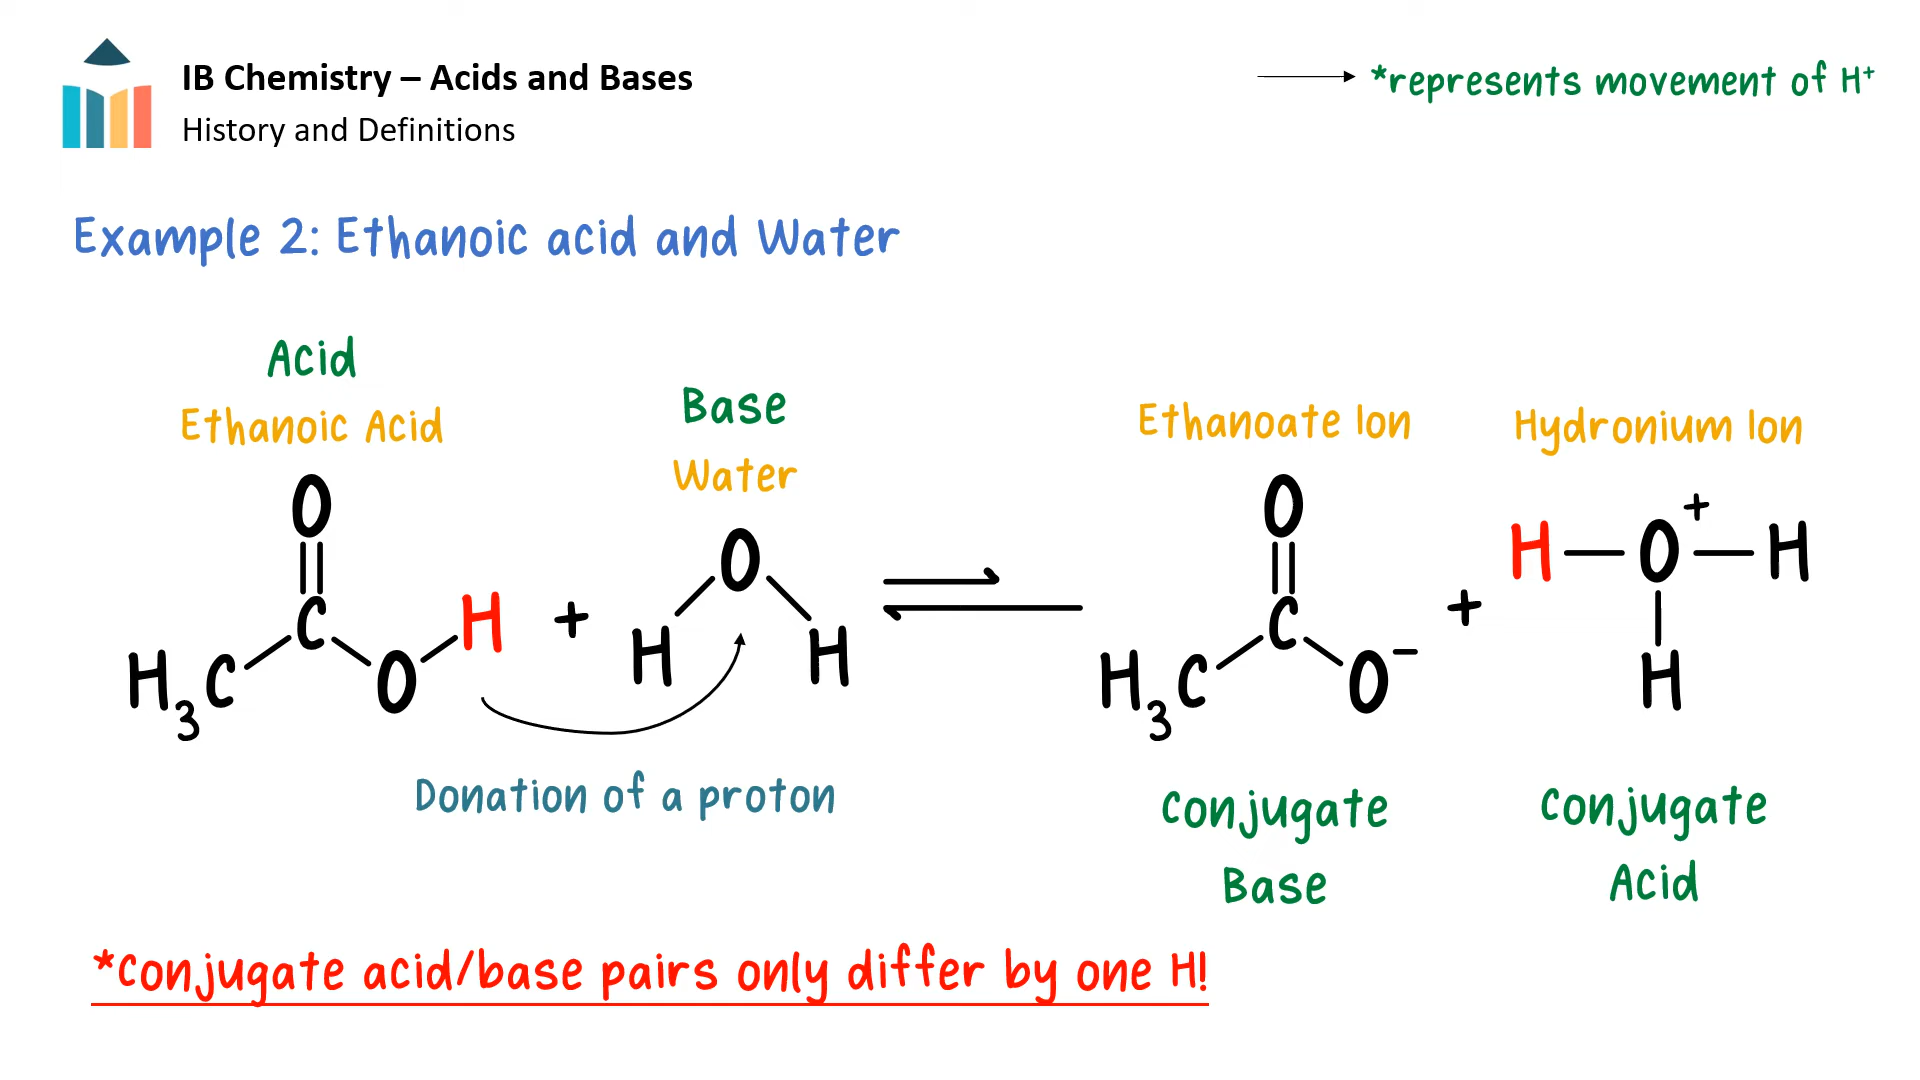 IB Chemistry – Acids and Bases
History and Definitions
*represents movement of H⁺
Example 2: Ethanoic acid and Water
Acid
Ethanoic Acid
Base
Water
Ethanoate Ion
Hydronium Ion
O
C
H₃C
O
H
+
O
H
H
O
C
H₃C
O⁻
+
H
O⁺
H
H
Donation of a proton
Conjugate
Base
Conjugate
Acid
*Conjugate acid/base pairs only differ by one H!